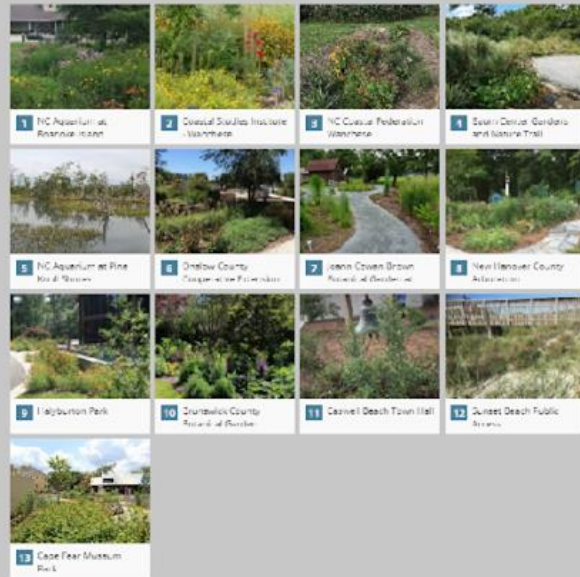 1 NC Aquarium at
Roanoke Island
2 Coastal Studies Institute
- Wanchese
3 NC Coastal Federation
Wanchese
4 Baum Center Gardens
and Nature Trail
5 NC Aquarium at Pine
Knoll Shores
6 Onslow County
Cooperative Extension
7 Joann Cowan Brown
Botanical Garden at
8 New Hanover County
Arboretum
9 Halyburton Park
10 Brunswick County
Botanical Garden
11 Caswell Beach Town Hall
12 Sunset Beach Public
Access
13 Cape Fear Museum
Park